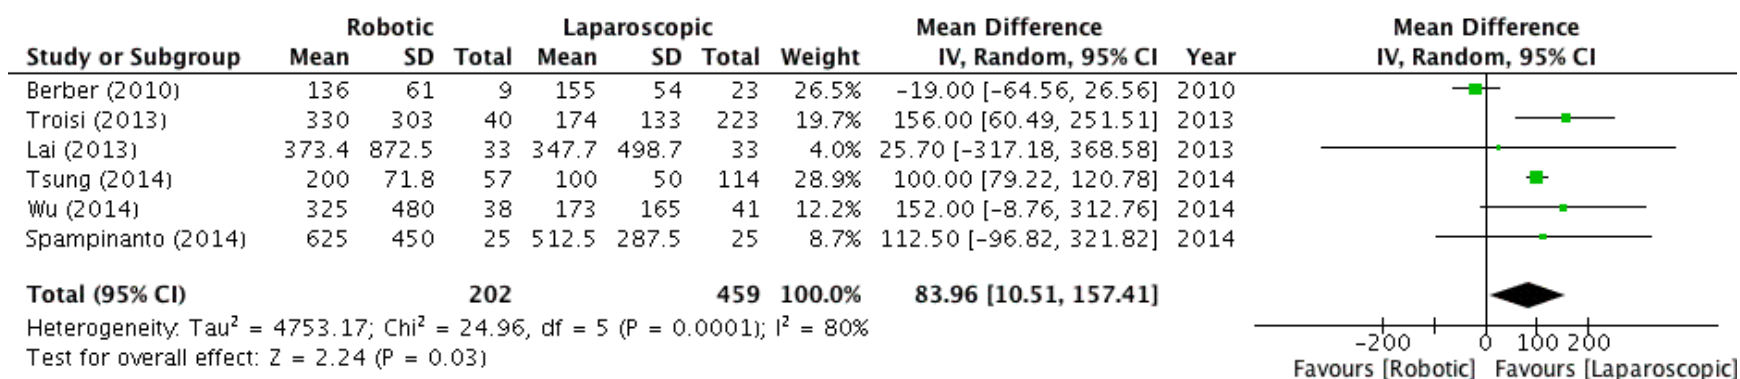 Robotic Laparoscopic Mean Difference Mean Difference
Study or Subgroup Mean SD Total Mean SD Total Weight IV, Random, 95% CI Year IV, Random, 95% CI
Berber (2010) 136 61 9 155 54 23 26.5% −19.00 [−64.56, 26.56] 2010
Troisi (2013) 330 303 40 174 133 223 19.7% 156.00 [60.49, 251.51] 2013
Lai (2013) 373.4 872.5 33 347.7 498.7 33 4.0% 25.70 [−317.18, 368.58] 2013
Tsung (2014) 200 71.8 57 100 50 114 28.9% 100.00 [79.22, 120.78] 2014
Wu (2014) 325 480 38 173 165 41 12.2% 152.00 [−8.76, 312.76] 2014
Spampinanto (2014) 625 450 25 512.5 287.5 25 8.7% 112.50 [−96.82, 321.82] 2014
Total (95% CI) 202 459 100.0% 83.96 [10.51, 157.41]
Heterogeneity: Tau² = 4753.17; Chi² = 24.96, df = 5 (P = 0.0001); I² = 80%
Test for overall effect: Z = 2.24 (P = 0.03)
−200 0 100 200
Favours [Robotic] Favours [Laparoscopic]